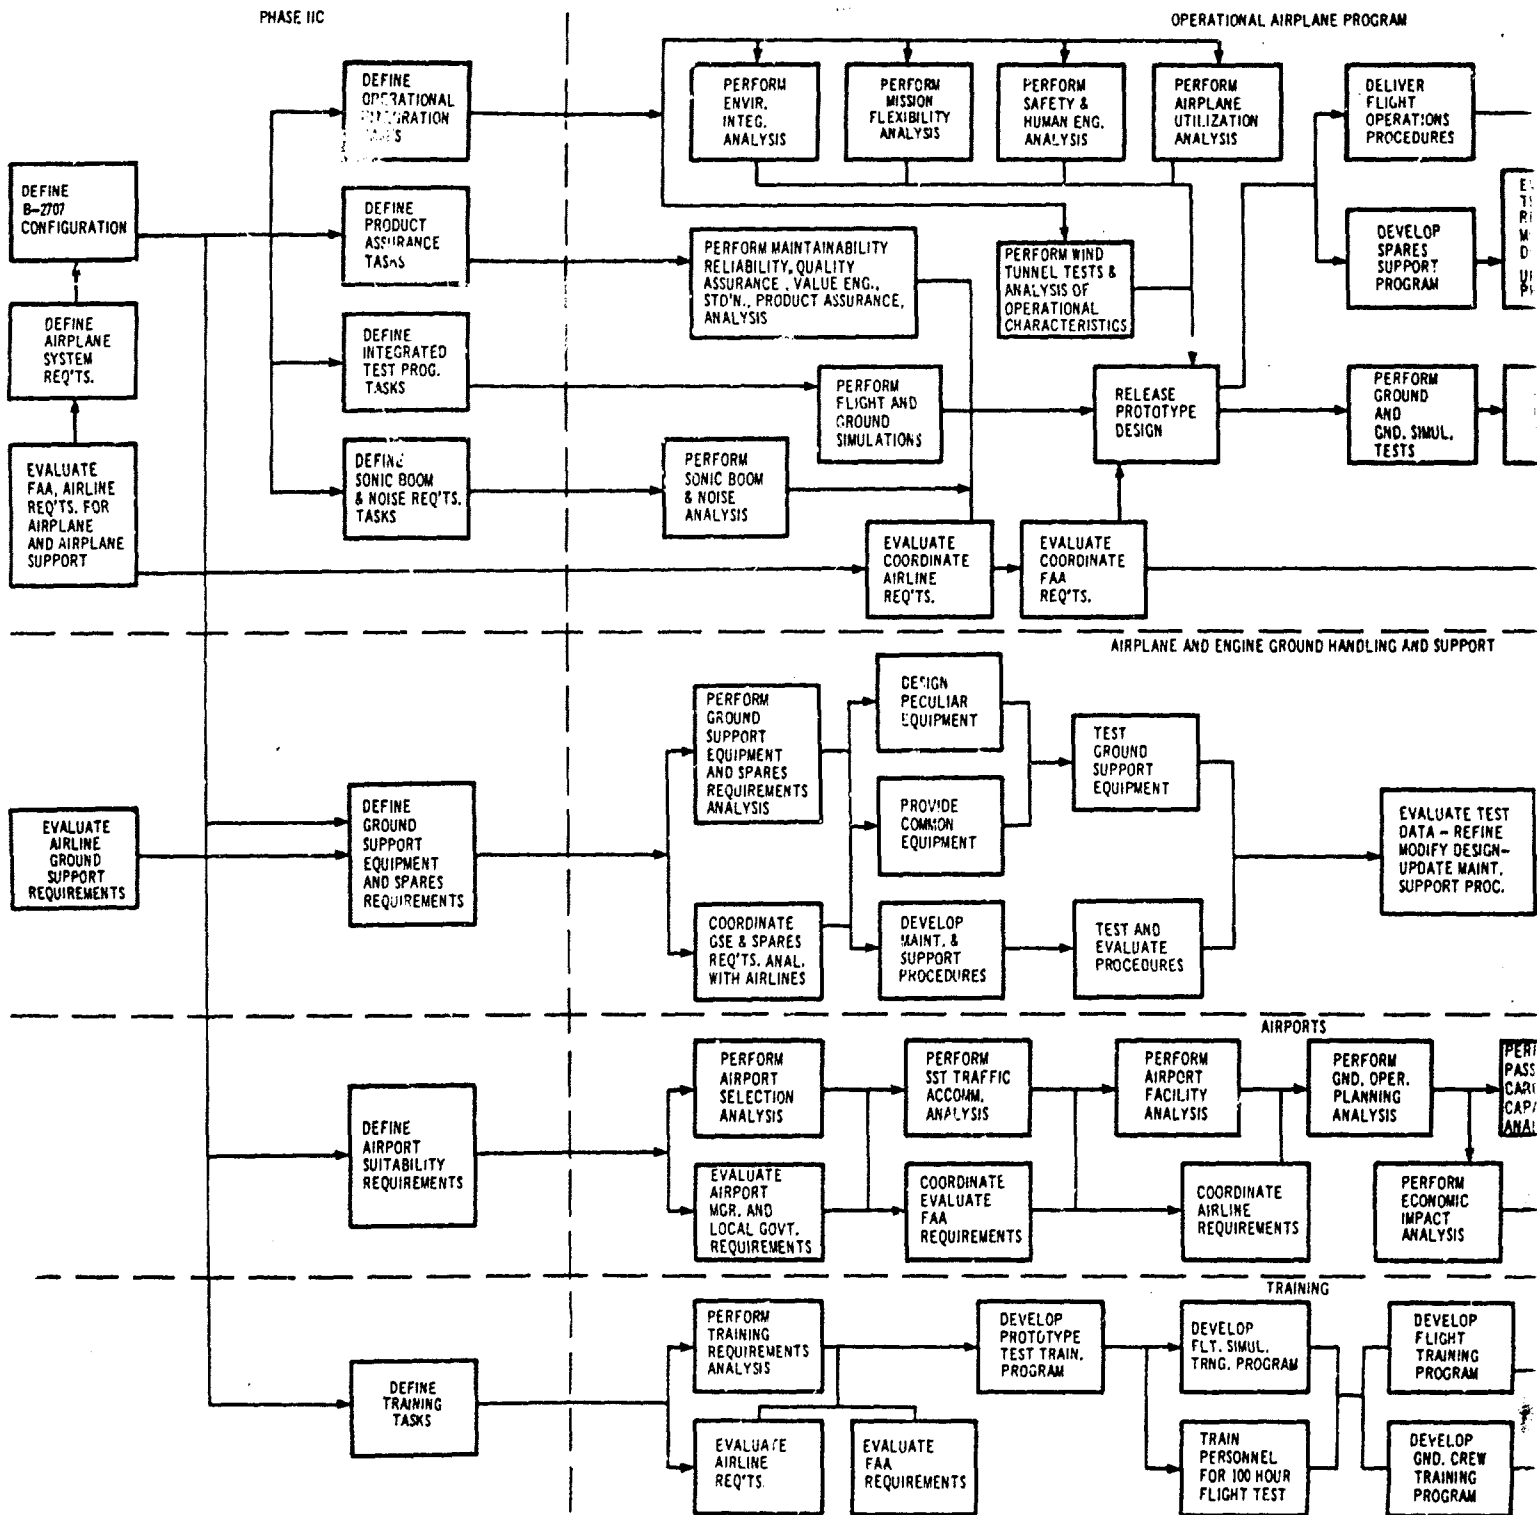 PHASE IIC
OPERATIONAL AIRPLANE PROGRAM
DEFINE
OPERATIONAL
INTEGRATION
TASKS
PERFORM
ENVIR.
INTEG.
ANALYSIS
PERFORM
MISSION
FLEXIBILITY
ANALYSIS
PERFORM
SAFETY &
HUMAN ENG.
ANALYSIS
PERFORM
AIRPLANE
UTILIZATION
ANALYSIS
DELIVER
FLIGHT
OPERATIONS
PROCEDURES
DEFINE
B-2707
CONFIGURATION
DEFINE
PRODUCT
ASSURANCE
TASKS
PERFORM MAINTAINABILITY
RELIABILITY, QUALITY
ASSURANCE, VALUE ENG.,
STD'N., PRODUCT ASSURANCE,
ANALYSIS
PERFORM WIND
TUNNEL TESTS &
ANALYSIS OF
OPERATIONAL
CHARACTERISTICS
DEVELOP
SPARES
SUPPORT
PROGRAM
DEFINE
AIRPLANE
SYSTEM
REQ'TS.
DEFINE
INTEGRATED
TEST PROG.
TASKS
PERFORM
FLIGHT AND
GROUND
SIMULATIONS
RELEASE
PROTOTYPE
DESIGN
PERFORM
GROUND
AND
GND. SIMUL.
TESTS
EVALUATE
FAA, AIRLINE
REQ'TS. FOR
AIRPLANE
AND AIRPLANE
SUPPORT
DEFINE
SONIC BOOM
& NOISE REQ'TS.
TASKS
PERFORM
SONIC BOOM
& NOISE
ANALYSIS
EVALUATE
COORDINATE
AIRLINE
REQ'TS.
EVALUATE
COORDINATE
FAA
REQ'TS.
AIRPLANE AND ENGINE GROUND HANDLING AND SUPPORT
EVALUATE
AIRLINE
GROUND
SUPPORT
REQUIREMENTS
DEFINE
GROUND
SUPPORT
EQUIPMENT
AND SPARES
REQUIREMENTS
PERFORM
GROUND
SUPPORT
EQUIPMENT
AND SPARES
REQUIREMENTS
ANALYSIS
COORDINATE
GSE & SPARES
REQ'TS. ANAL.
WITH AIRLINES
DESIGN
PECULIAR
EQUIPMENT
PROVIDE
COMMON
EQUIPMENT
DEVELOP
MAINT. &
SUPPORT
PROCEDURES
TEST
GROUND
SUPPORT
EQUIPMENT
TEST AND
EVALUATE
PROCEDURES
EVALUATE TEST
DATA - REFINE
MODIFY DESIGN-
UPDATE MAINT.
SUPPORT PROC.
AIRPORTS
DEFINE
AIRPORT
SUITABILITY
REQUIREMENTS
PERFORM
AIRPORT
SELECTION
ANALYSIS
PERFORM
SST TRAFFIC
ACCOMM.
ANALYSIS
PERFORM
AIRPORT
FACILITY
ANALYSIS
PERFORM
GND. OPER.
PLANNING
ANALYSIS
EVALUATE
AIRPORT
MGR. AND
LOCAL GOVT.
REQUIREMENTS
COORDINATE
EVALUATE
FAA
REQUIREMENTS
COORDINATE
AIRLINE
REQUIREMENTS
PERFORM
ECONOMIC
IMPACT
ANALYSIS
TRAINING
DEFINE
TRAINING
TASKS
PERFORM
TRAINING
REQUIREMENTS
ANALYSIS
EVALUATE
AIRLINE
REQ'TS.
EVALUATE
FAA
REQUIREMENTS
DEVELOP
PROTOTYPE
TEST TRAIN.
PROGRAM
DEVELOP
FLT. SIMUL.
TRNG. PROGRAM
TRAIN
PERSONNEL
FOR 100 HOUR
FLIGHT TEST
DEVELOP
FLIGHT
TRAINING
PROGRAM
DEVELOP
GND. CREW
TRAINING
PROGRAM